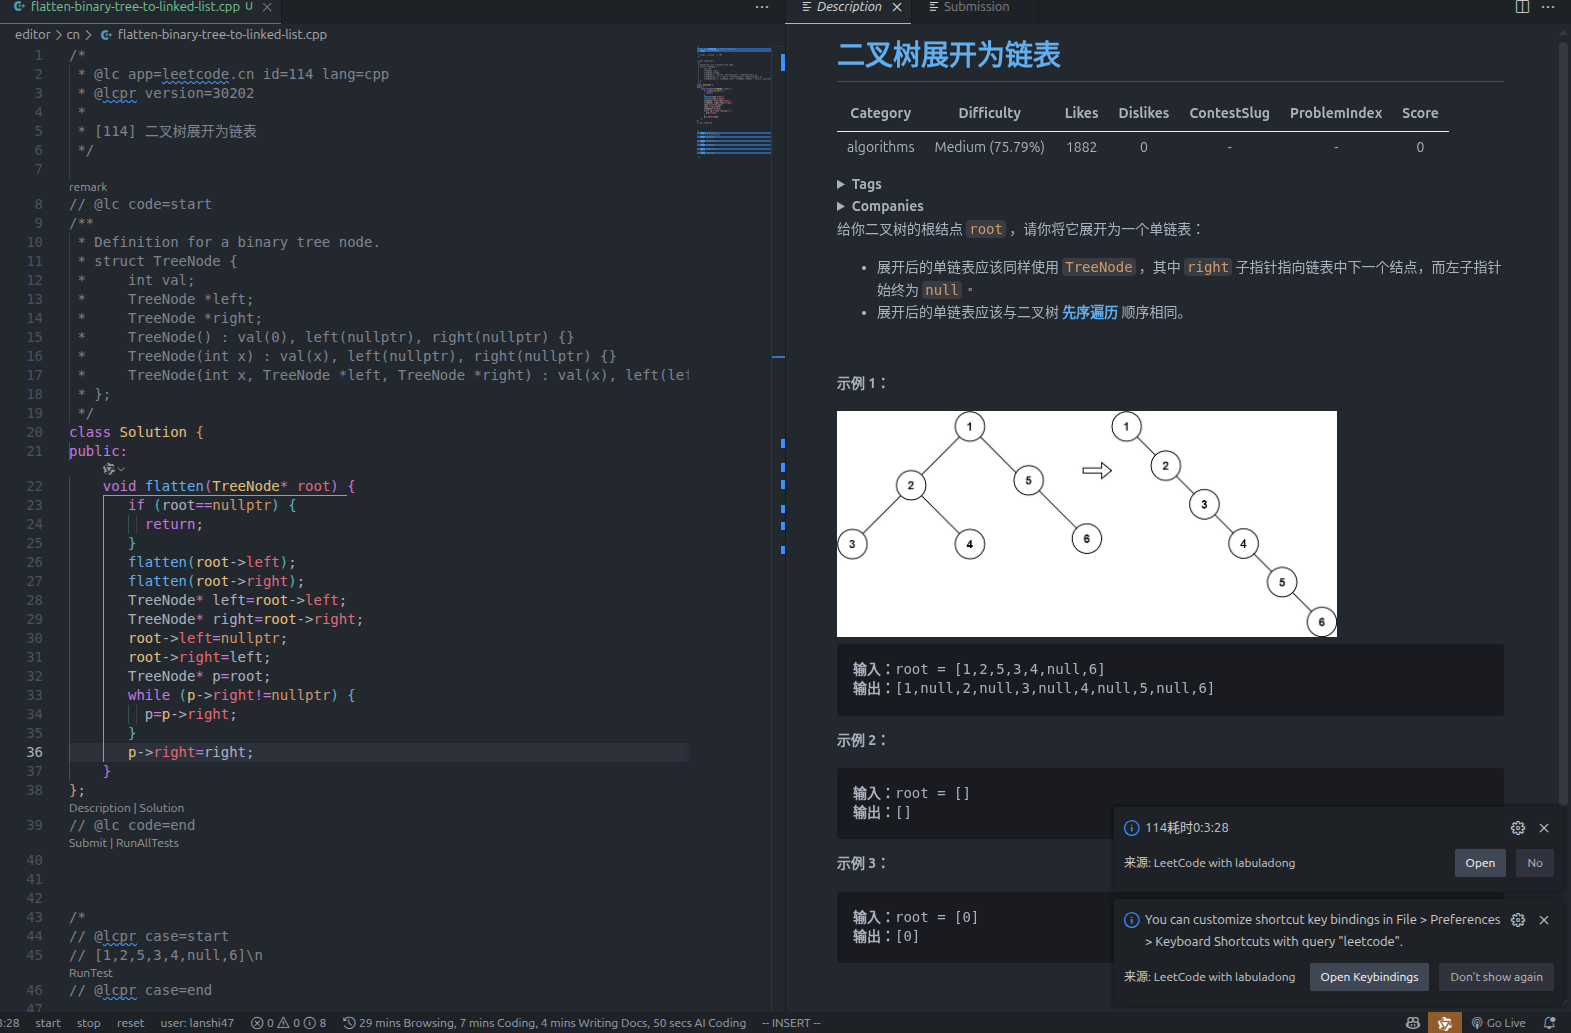 flatten-binary-tree-to-linked-list.cpp U
editor > cn > flatten-binary-tree-to-linked-list.cpp
1 /*
2 * @lc app=leetcode.cn id=114 lang=cpp
3 * @lcpr version=30202
4 *
5 * [114] 二叉树展开为链表
6 */
7
remark
8 // @lc code=start
9 /**
10 * Definition for a binary tree node.
11 * struct TreeNode {
12 *     int val;
13 *     TreeNode *left;
14 *     TreeNode *right;
15 *     TreeNode() : val(0), left(nullptr), right(nullptr) {}
16 *     TreeNode(int x) : val(x), left(nullptr), right(nullptr) {}
17 *     TreeNode(int x, TreeNode *left, TreeNode *right) : val(x), left(lef
18 * };
19 */
20 class Solution {
21 public:
22     void flatten(TreeNode* root) {
23        if (root==nullptr) {
24          return;
25        }
26        flatten(root->left);
27        flatten(root->right);
28        TreeNode* left=root->left;
29        TreeNode* right=root->right;
30        root->left=nullptr;
31        root->right=left;
32        TreeNode* p=root;
33        while (p->right!=nullptr) {
34          p=p->right;
35        }
36        p->right=right;
37     }
38 };
Description | Solution
39 // @lc code=end
Submit | RunAllTests
40
41
42
43 /*
44 // @lcpr case=start
45 // [1,2,5,3,4,null,6]\n
RunTest
46 // @lcpr case=end
47
Description
Submission
二叉树展开为链表
Category Difficulty Likes Dislikes ContestSlug ProblemIndex Score
algorithms Medium (75.79%) 1882 0 - - 0
Tags
Companies
给你二叉树的根结点 root ，请你将它展开为一个单链表：
• 展开后的单链表应该同样使用 TreeNode ，其中 right 子指针指向链表中下一个结点，而左子指针
始终为 null 。
• 展开后的单链表应该与二叉树 先序遍历 顺序相同。
示例 1：
1
2 5
3 4 6
1
2
3
4
5
6
输入：root = [1,2,5,3,4,null,6]
输出：[1,null,2,null,3,null,4,null,5,null,6]
示例 2：
输入：root = []
输出：[]
示例 3：
输入：root = [0]
输出：[0]
114耗时0:3:28
来源: LeetCode with labuladong
Open No
You can customize shortcut key bindings in File > Preferences
> Keyboard Shortcuts with query "leetcode".
来源: LeetCode with labuladong
Open Keybindings Don't show again
3:28 start stop reset user: lanshi47 0 0 8 29 mins Browsing, 7 mins Coding, 4 mins Writing Docs, 50 secs AI Coding -- INSERT -- Go Live